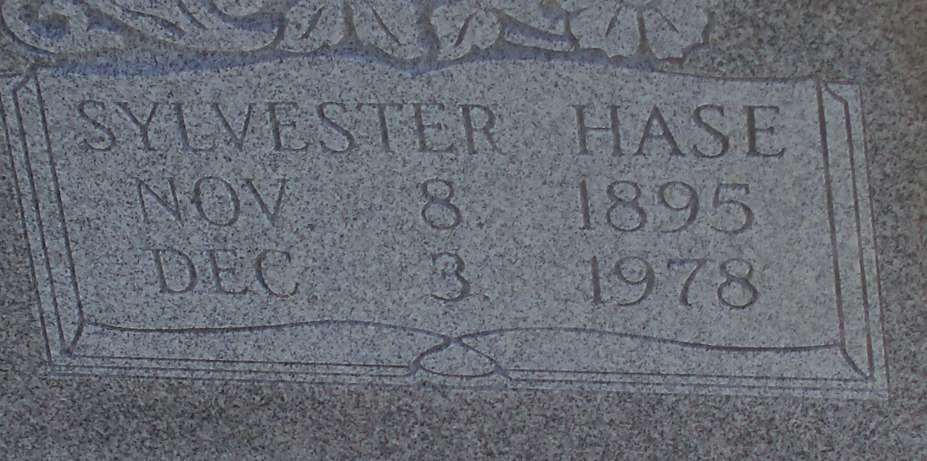 SYLVESTER HASE
NOV 8 1895
DEC 3 1978